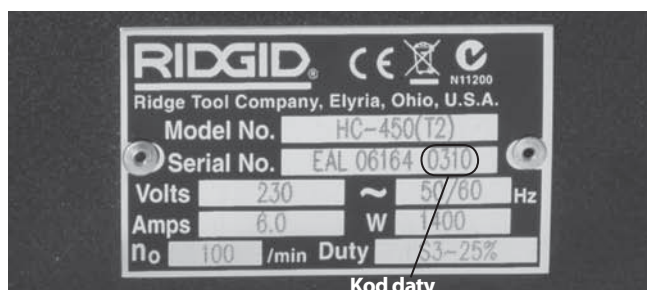 RIDGID®
CE
N11200
Ridge Tool Company, Elyria, Ohio, U.S.A.
Model No. HC-450(T2)
Serial No. EAL 06164 0310
Volts 230 ~ 50/60 Hz
Amps 6.0 W 1400
no 100 /min Duty S3-25%
Kod daty